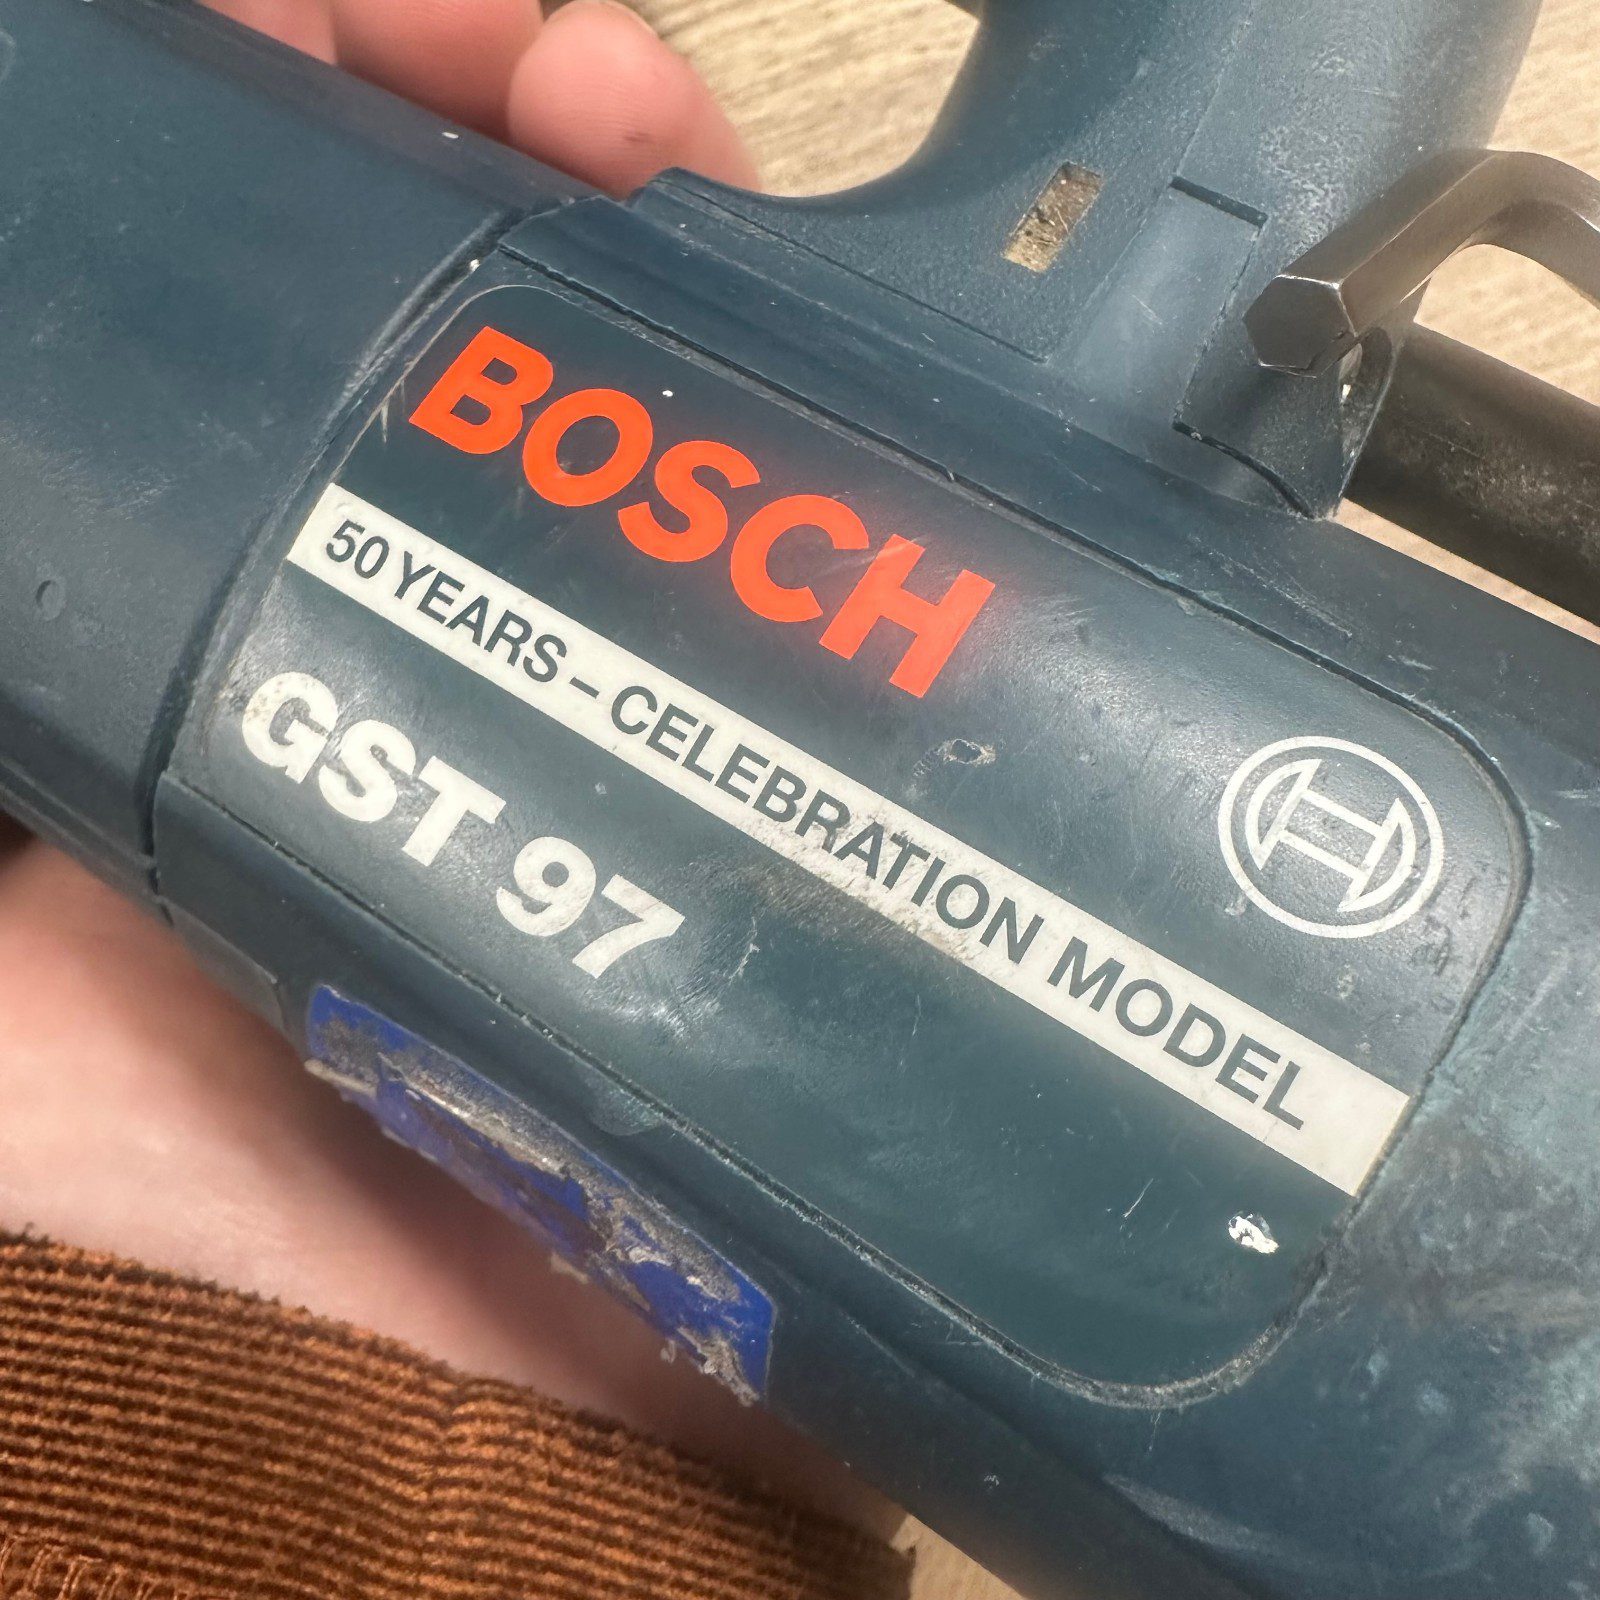 BOSCH
50 YEARS – CELEBRATION MODEL
GST 97